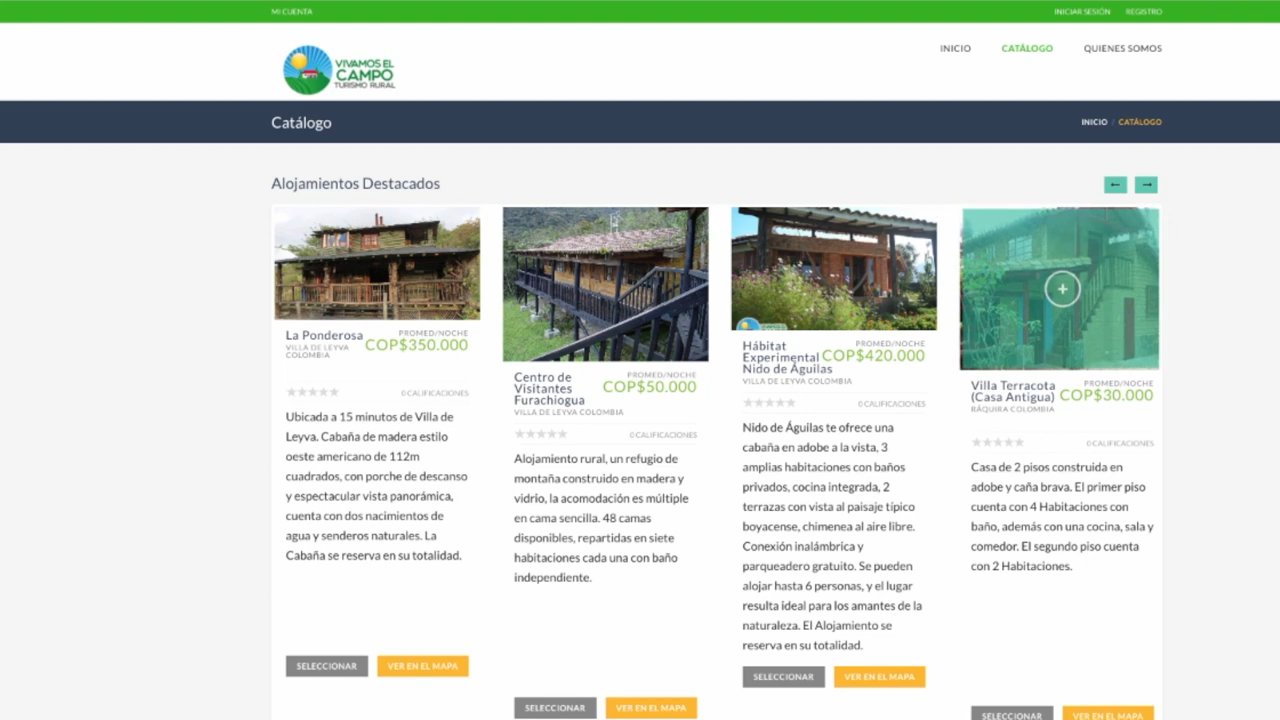 MI CUENTA
INICIAR SESIÓN REGISTRO
VIVAMOS EL
CAMPO
TURISMO RURAL
INICIO CATÁLOGO QUIENES SOMOS
Catálogo
INICIO / CATÁLOGO
Alojamientos Destacados
← →
La Ponderosa
VILLA DE LEYVA
COLOMBIA
PROMED/NOCHE
COP$350.000
0 CALIFICACIONES
Ubicada a 15 minutos de Villa de
Leyva. Cabaña de madera estilo
oeste americano de 112m
cuadrados, con porche de descanso
y espectacular vista panorámica,
cuenta con dos nacimientos de
agua y senderos naturales. La
Cabaña se reserva en su totalidad.
SELECCIONAR VER EN EL MAPA
Centro de
Visitantes
Furachiogua
VILLA DE LEYVA COLOMBIA
PROMED/NOCHE
COP$50.000
0 CALIFICACIONES
Alojamiento rural, un refugio de
montaña construido en madera y
vidrio, la acomodación es múltiple
en cama sencilla. 48 camas
disponibles, repartidas en siete
habitaciones cada una con baño
independiente.
SELECCIONAR VER EN EL MAPA
Hábitat
Experimental
Nido de Águilas
VILLA DE LEYVA COLOMBIA
PROMED/NOCHE
COP$420.000
0 CALIFICACIONES
Nido de Águilas te ofrece una
cabaña en adobe a la vista, 3
amplias habitaciones con baños
privados, cocina integrada, 2
terrazas con vista al paisaje típico
boyacense, chimenea al aire libre.
Conexión inalámbrica y
parqueadero gratuito. Se pueden
alojar hasta 6 personas, y el lugar
resulta ideal para los amantes de la
naturaleza. El Alojamiento se
reserva en su totalidad.
SELECCIONAR VER EN EL MAPA
+
Villa Terracota
(Casa Antigua)
RÁQUIRA COLOMBIA
PROMED/NOCHE
COP$30.000
0 CALIFICACIONES
Casa de 2 pisos construida en
adobe y caña brava. El primer piso
cuenta con 4 Habitaciones con
baño, además con una cocina, sala y
comedor. El segundo piso cuenta
con 2 Habitaciones.
SELECCIONAR VER EN EL MAPA